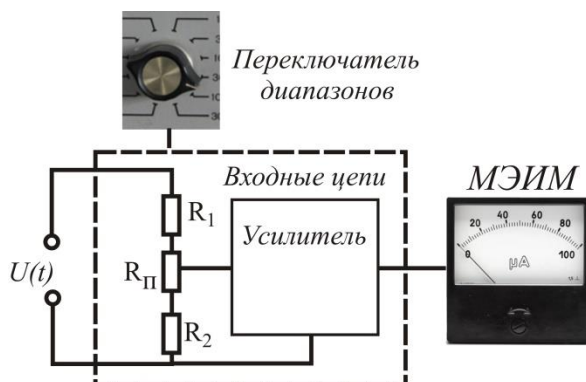 Переключатель
диапазонов
Входные цепи
МЭИМ
R1
Усилитель
U(t)
RП
R2
0 20 40 60 80 100
μA